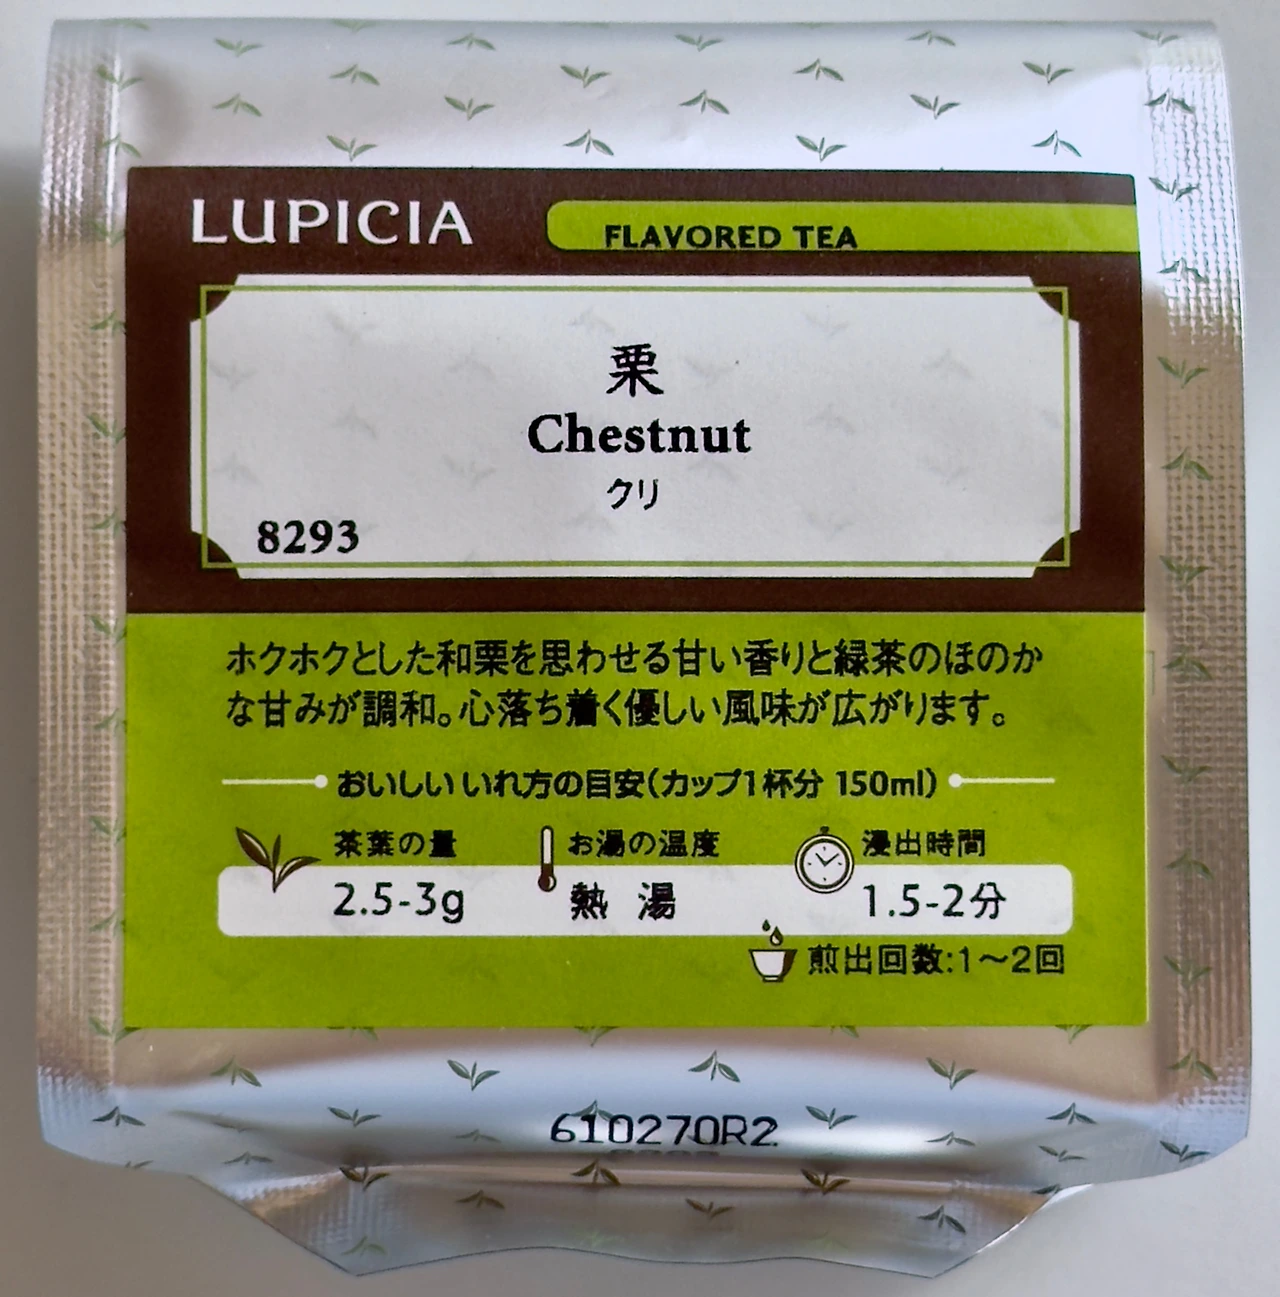 LUPICIA
FLAVORED TEA
栗
Chestnut
クリ
8293
ホクホクとした和栗を思わせる甘い香りと緑茶のほのか
な甘みが調和。心落ち着く優しい風味が広がります。
おいしいいれ方の目安(カップ1杯分 150ml)
茶葉の量 お湯の温度 浸出時間
2.5-3g 熱 湯 1.5-2分
煎出回数:1〜2回
610270R2